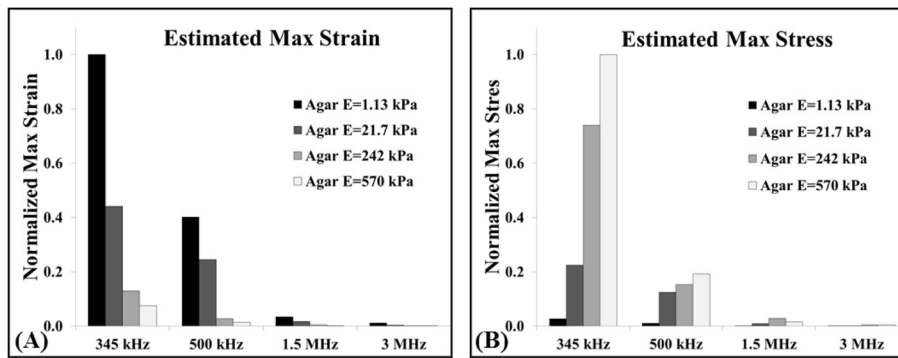 Estimated Max Strain
Normalized Max Strain
1.0
0.8
0.6
0.4
0.2
0.0
Agar E=1.13 kPa
Agar E=21.7 kPa
Agar E=242 kPa
Agar E=570 kPa
345 kHz 500 kHz 1.5 MHz 3 MHz
(A)
Estimated Max Stress
Normalized Max Stres
1.0
0.8
0.6
0.4
0.2
0.0
Agar E=1.13 kPa
Agar E=21.7 kPa
Agar E=242 kPa
Agar E=570 kPa
345 kHz 500 kHz 1.5 MHz 3 MHz
(B)